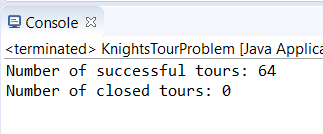 Console
<terminated> KnightsTourProblem [Java Applica
Number of successful tours: 64
Number of closed tours: 0